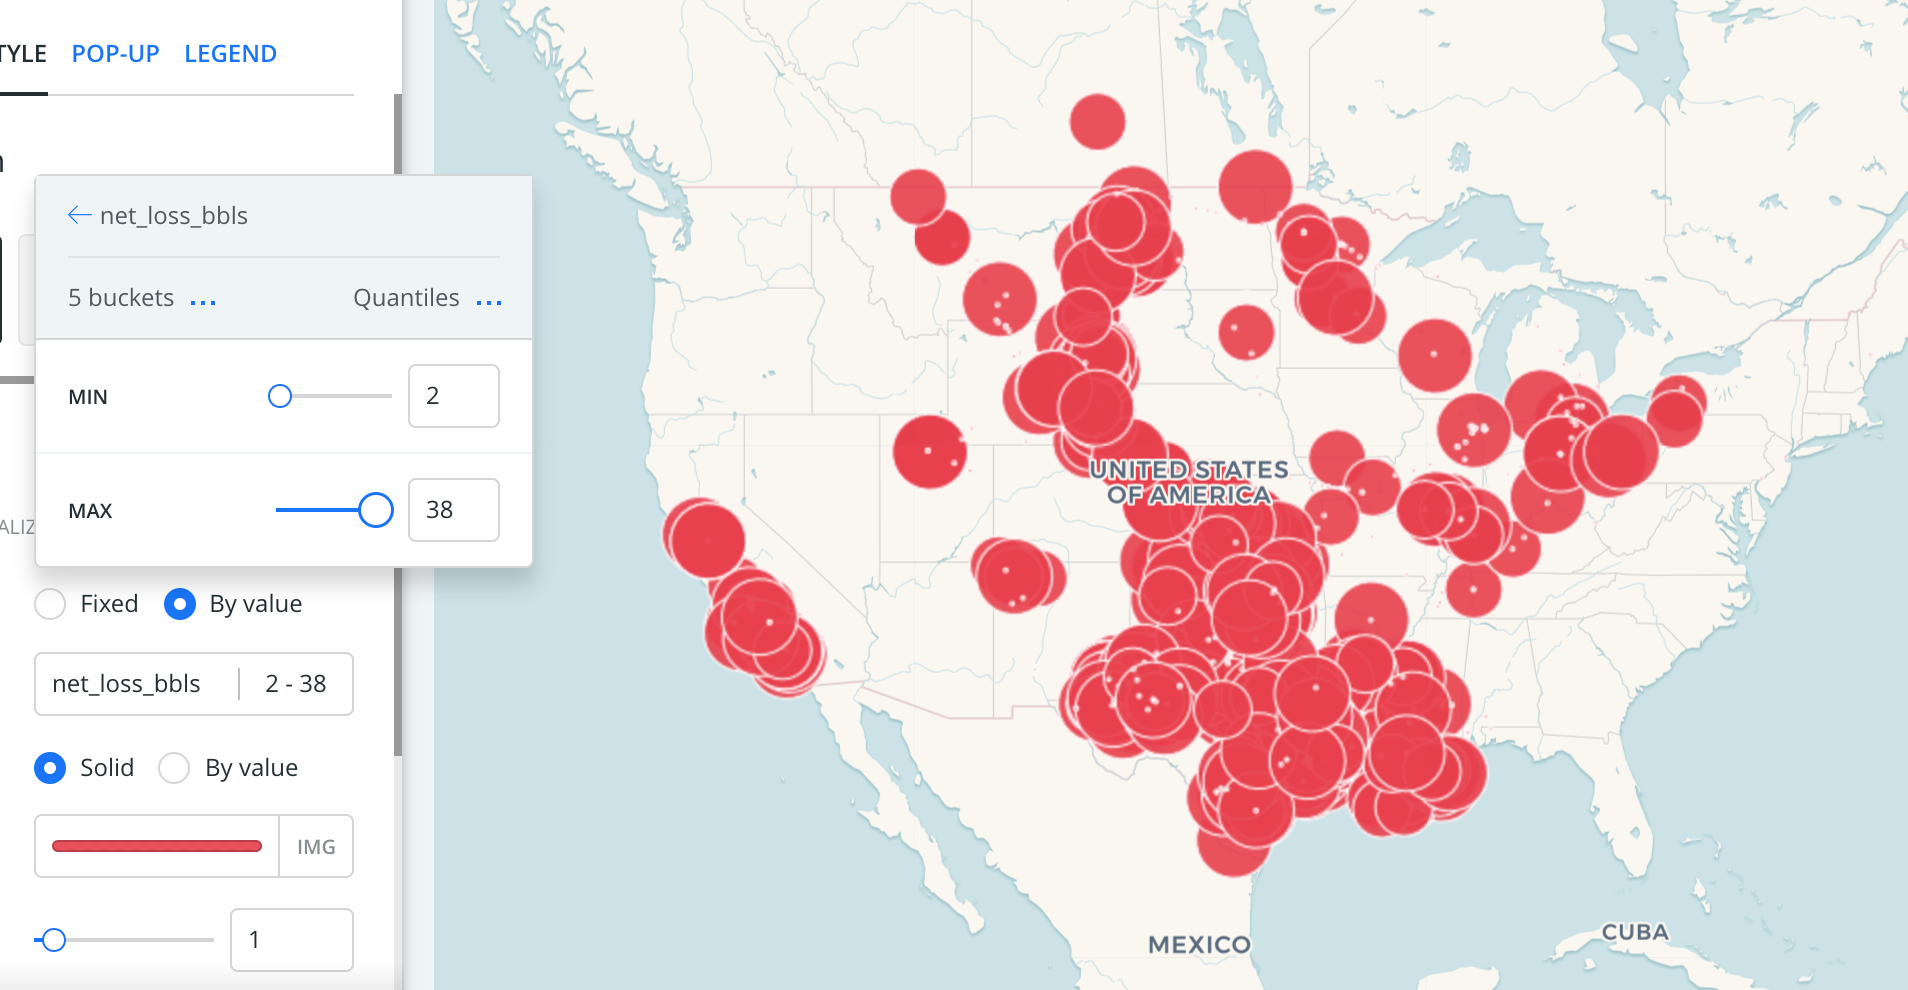 TYLE POP-UP LEGEND
net_loss_bbls
5 buckets ... Quantiles ...
MIN 2
MAX 38
ALIZ
Fixed By value
net_loss_bbls 2 - 38
Solid By value
IMG
1
UNITED STATES
OF AMERICA
MEXICO
CUBA